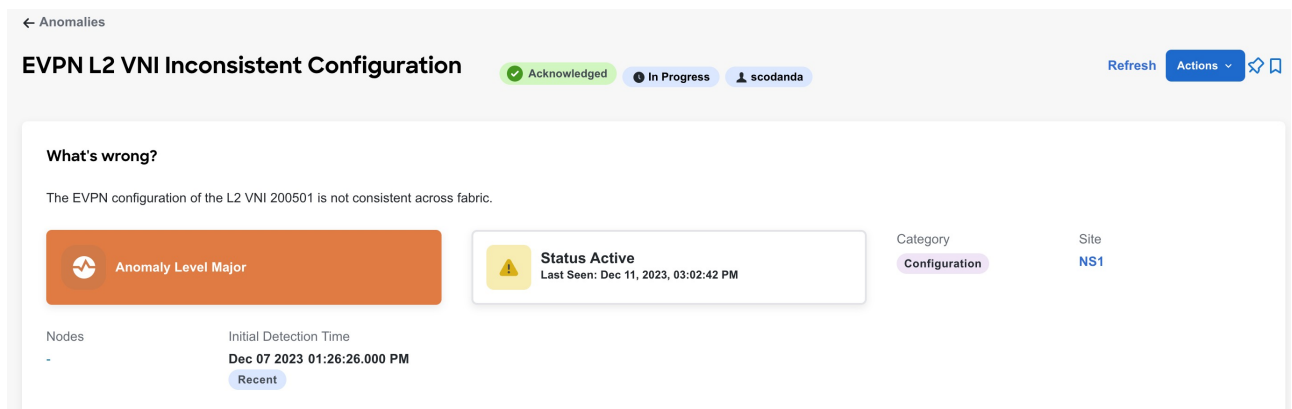 ← Anomalies
EVPN L2 VNI Inconsistent Configuration
Acknowledged
In Progress
scodanda
Refresh
Actions
What's wrong?
The EVPN configuration of the L2 VNI 200501 is not consistent across fabric.
Anomaly Level Major
Status Active
Last Seen: Dec 11, 2023, 03:02:42 PM
Category
Configuration
Site
NS1
Nodes
-
Initial Detection Time
Dec 07 2023 01:26:26.000 PM
Recent